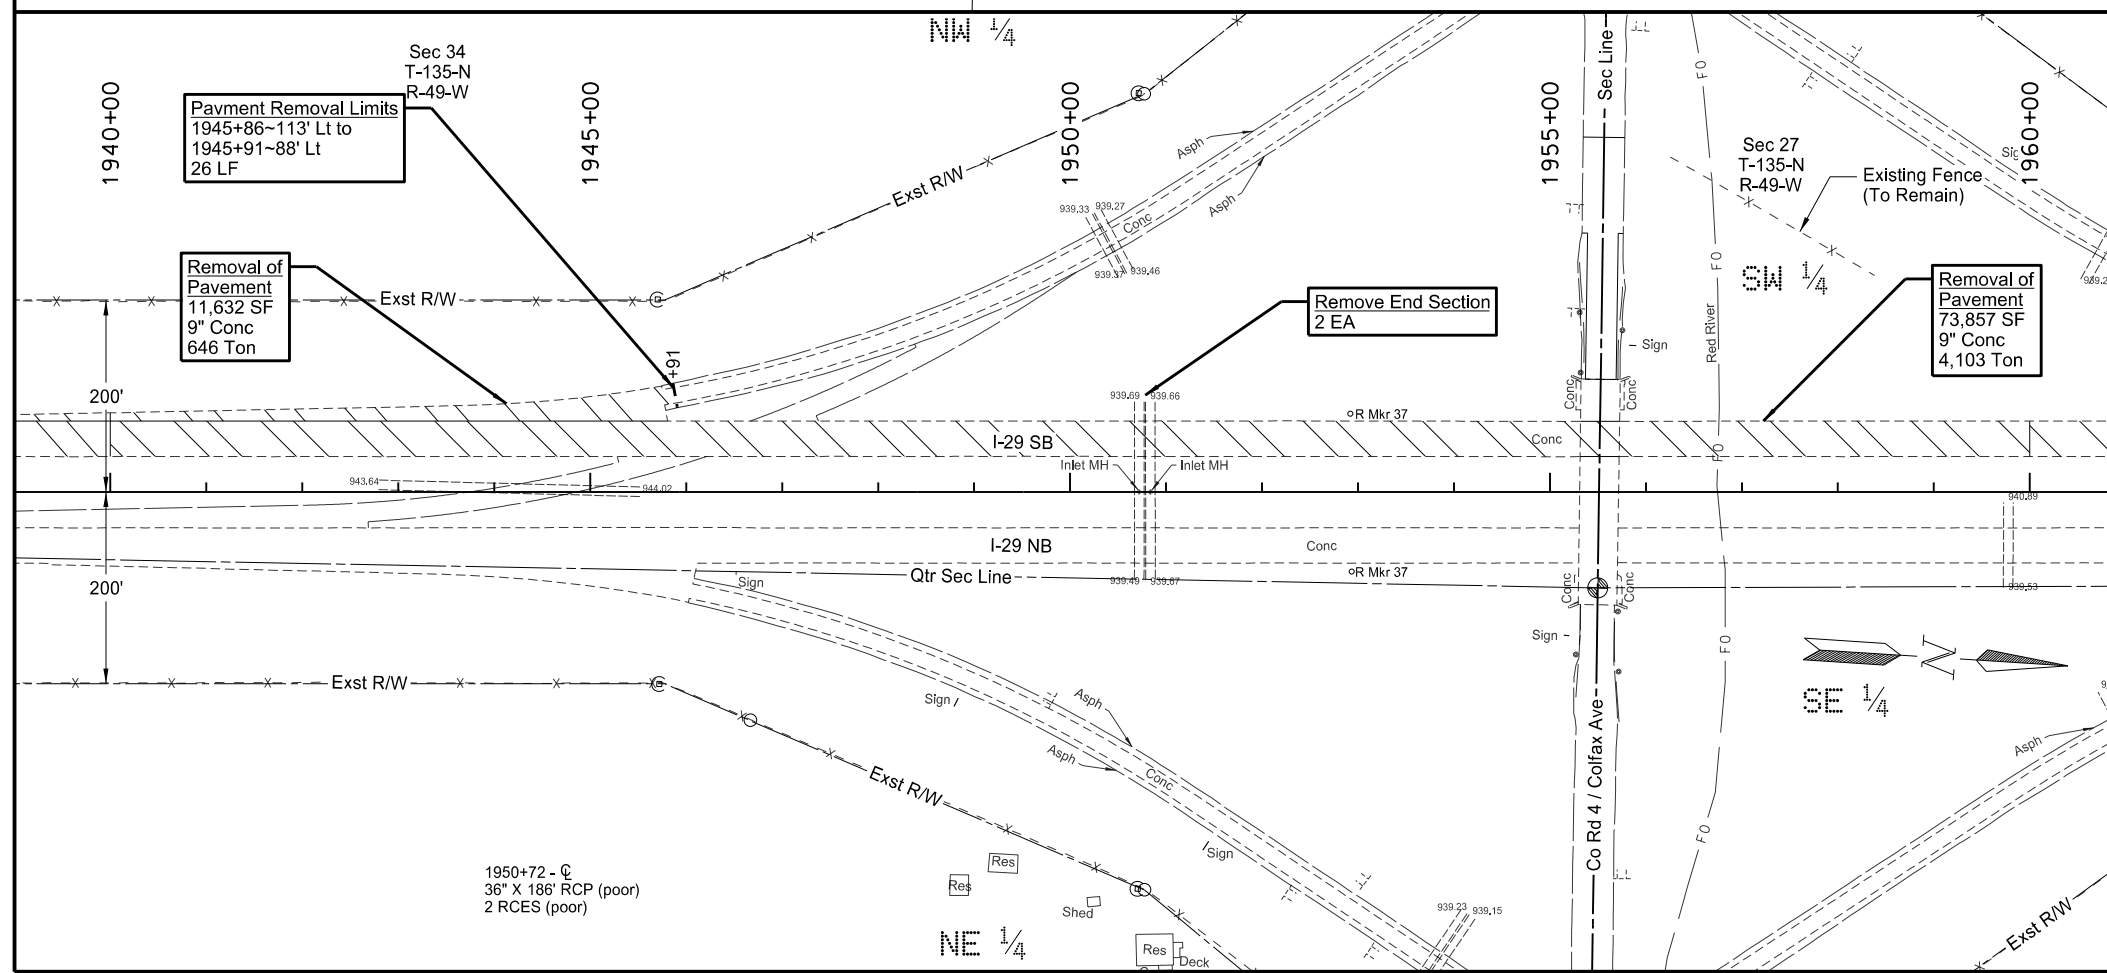 NW 1/4
Sec 34
T-135-N
R-49-W
1940+00
1945+00
1950+00
1955+00
1960+00
Pavment Removal Limits
1945+86~113' Lt to
1945+91~88' Lt
26 LF
Removal of
Pavement
11,632 SF
9" Conc
646 Ton
Exst R/W
Exst R/W
Asph
Asph
Conc
939.33
939.27
939.37
939.46
Sec Line
FO
FO
FO
Red River
Sec 27
T-135-N
R-49-W
Existing Fence
(To Remain)
SW 1/4
Removal of
Pavement
73,857 SF
9" Conc
4,103 Ton
Remove End Section
2 EA
+91
Sign
Conc
Conc
200'
939.69
939.66
R Mkr 37
I-29 SB
Conc
Inlet MH
Inlet MH
943.64
944.02
940.89
I-29 NB
Conc
Qtr Sec Line
R Mkr 37
Sign
939.49
939.67
939.53
Conc
Conc
200'
Sign
N
SE 1/4
Exst R/W
Sign
Asph
Asph
Conc
Exst R/W
Co Rd 4 / Colfax Ave
FO
FO
Asph
Sign
Exst R/W
1950+72 - ℄
36" X 186' RCP (poor)
2 RCES (poor)
Res
Res
Shed
939.23
939.15
NE 1/4
Res
Deck